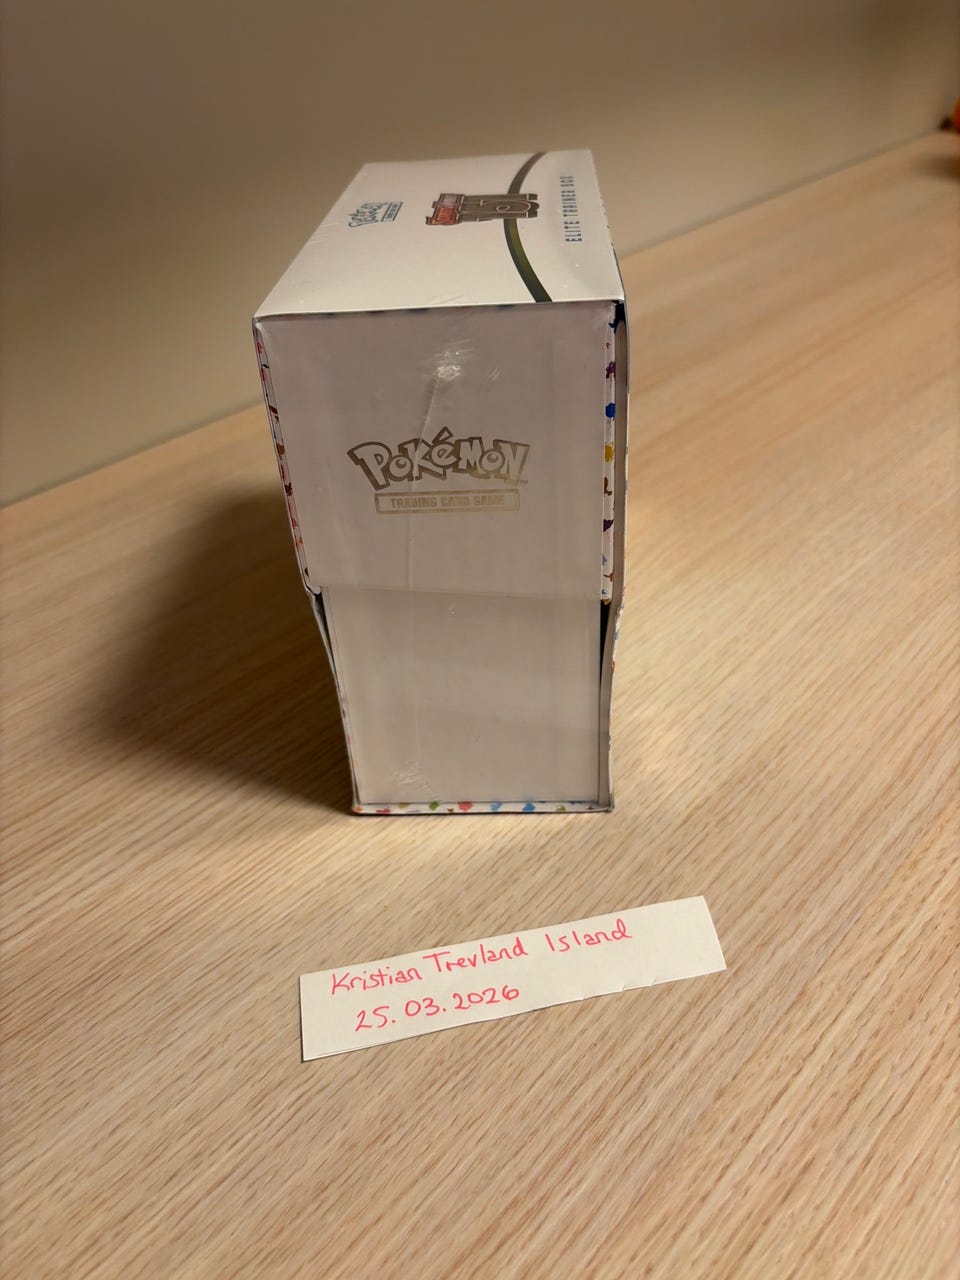 ELITE TRAINER BOX
POKéMON
TRADING CARD GAME
Kristian Trevland Island
25.03.2026